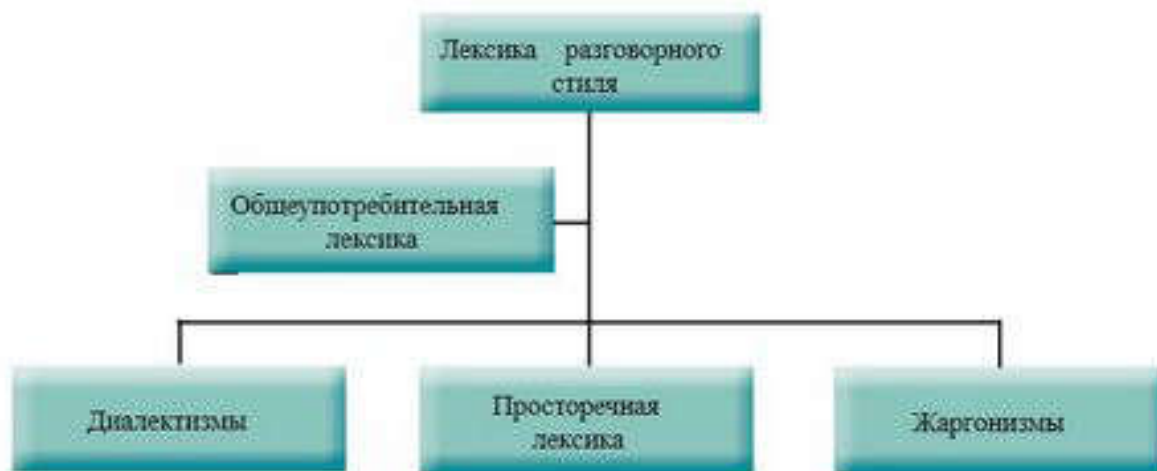 Лексика разговорного
стиля
Общеупотребительная
лексика
Диалектизмы
Просторечная
лексика
Жаргонизмы